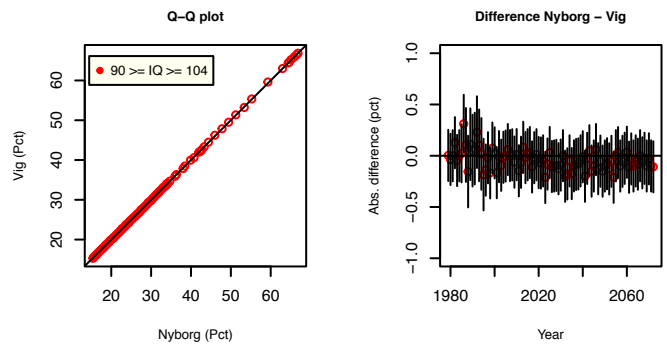 Q−Q plot
90 >= IQ >= 104
60
50
40
30
20
Vig (Pct)
20 30 40 50 60
Nyborg (Pct)
Difference Nyborg − Vig
1.0
0.5
0.0
−0.5
−1.0
Abs. difference (pct)
1980 2020 2060
Year